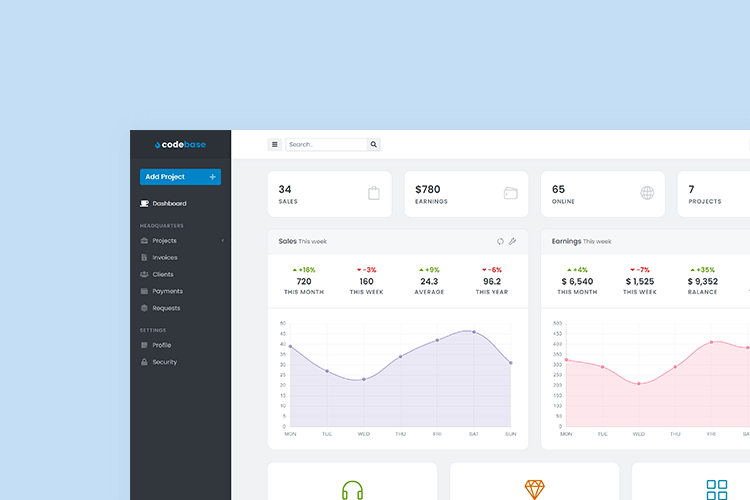 codebase
Search..
Add Project +
Dashboard
HEADQUARTERS
Projects
Invoices
Clients
Payments
Requests
SETTINGS
Profile
Security
34
SALES
$780
EARNINGS
65
ONLINE
7
PROJECTS
Sales This week
+16% -3% +9% -6%
720 160 24.3 96.2
THIS MONTH THIS WEEK AVERAGE THIS YEAR
60
45
40
35
30
25
20
15
10
5
0
MON TUE WED THU FRI SAT SUN
Earnings This week
+4% -7% +35%
$ 6,540 $ 1,525 $ 9,352
THIS MONTH THIS WEEK BALANCE
500
450
400
350
300
250
200
150
100
50
0
MON TUE WED THU FRI